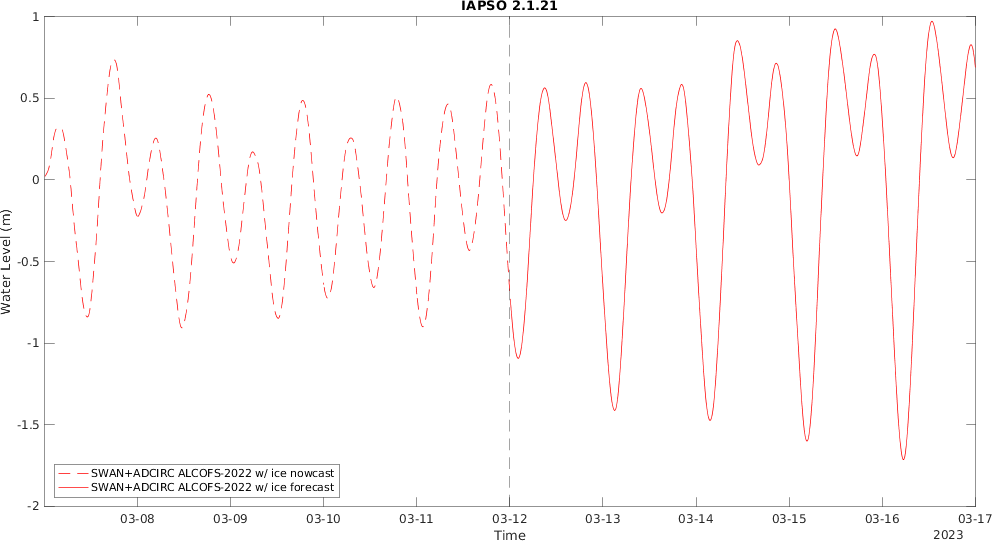 IAPSO 2.1.21
1
0.5
0
-0.5
-1
-1.5
-2
Water Level (m)
SWAN+ADCIRC ALCOFS-2022 w/ ice nowcast
SWAN+ADCIRC ALCOFS-2022 w/ ice forecast
03-08 03-09 03-10 03-11 03-12 03-13 03-14 03-15 03-16 03-17
Time
2023